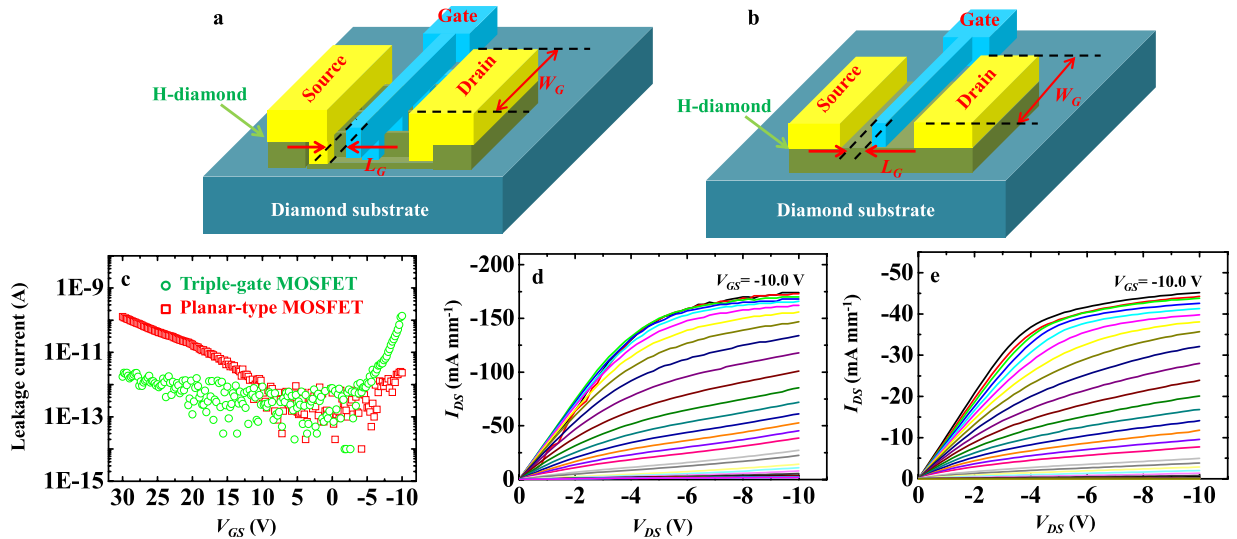 a
Gate
Source
Drain
W_G
H-diamond
L_G
Diamond substrate
b
Gate
Source
Drain
W_G
H-diamond
L_G
Diamond substrate
c
Triple-gate MOSFET
Planar-type MOSFET
Leakage current (A)
1E-9
1E-11
1E-13
1E-15
30 25 20 15 10 5 0 -5 -10
V_GS (V)
d
V_GS= -10.0 V
I_DS (mA mm⁻¹)
-200
-150
-100
-50
0
0 -2 -4 -6 -8 -10
V_DS (V)
e
V_GS= -10.0 V
I_DS (mA mm⁻¹)
-50
-40
-30
-20
-10
0
0 -2 -4 -6 -8 -10
V_DS (V)